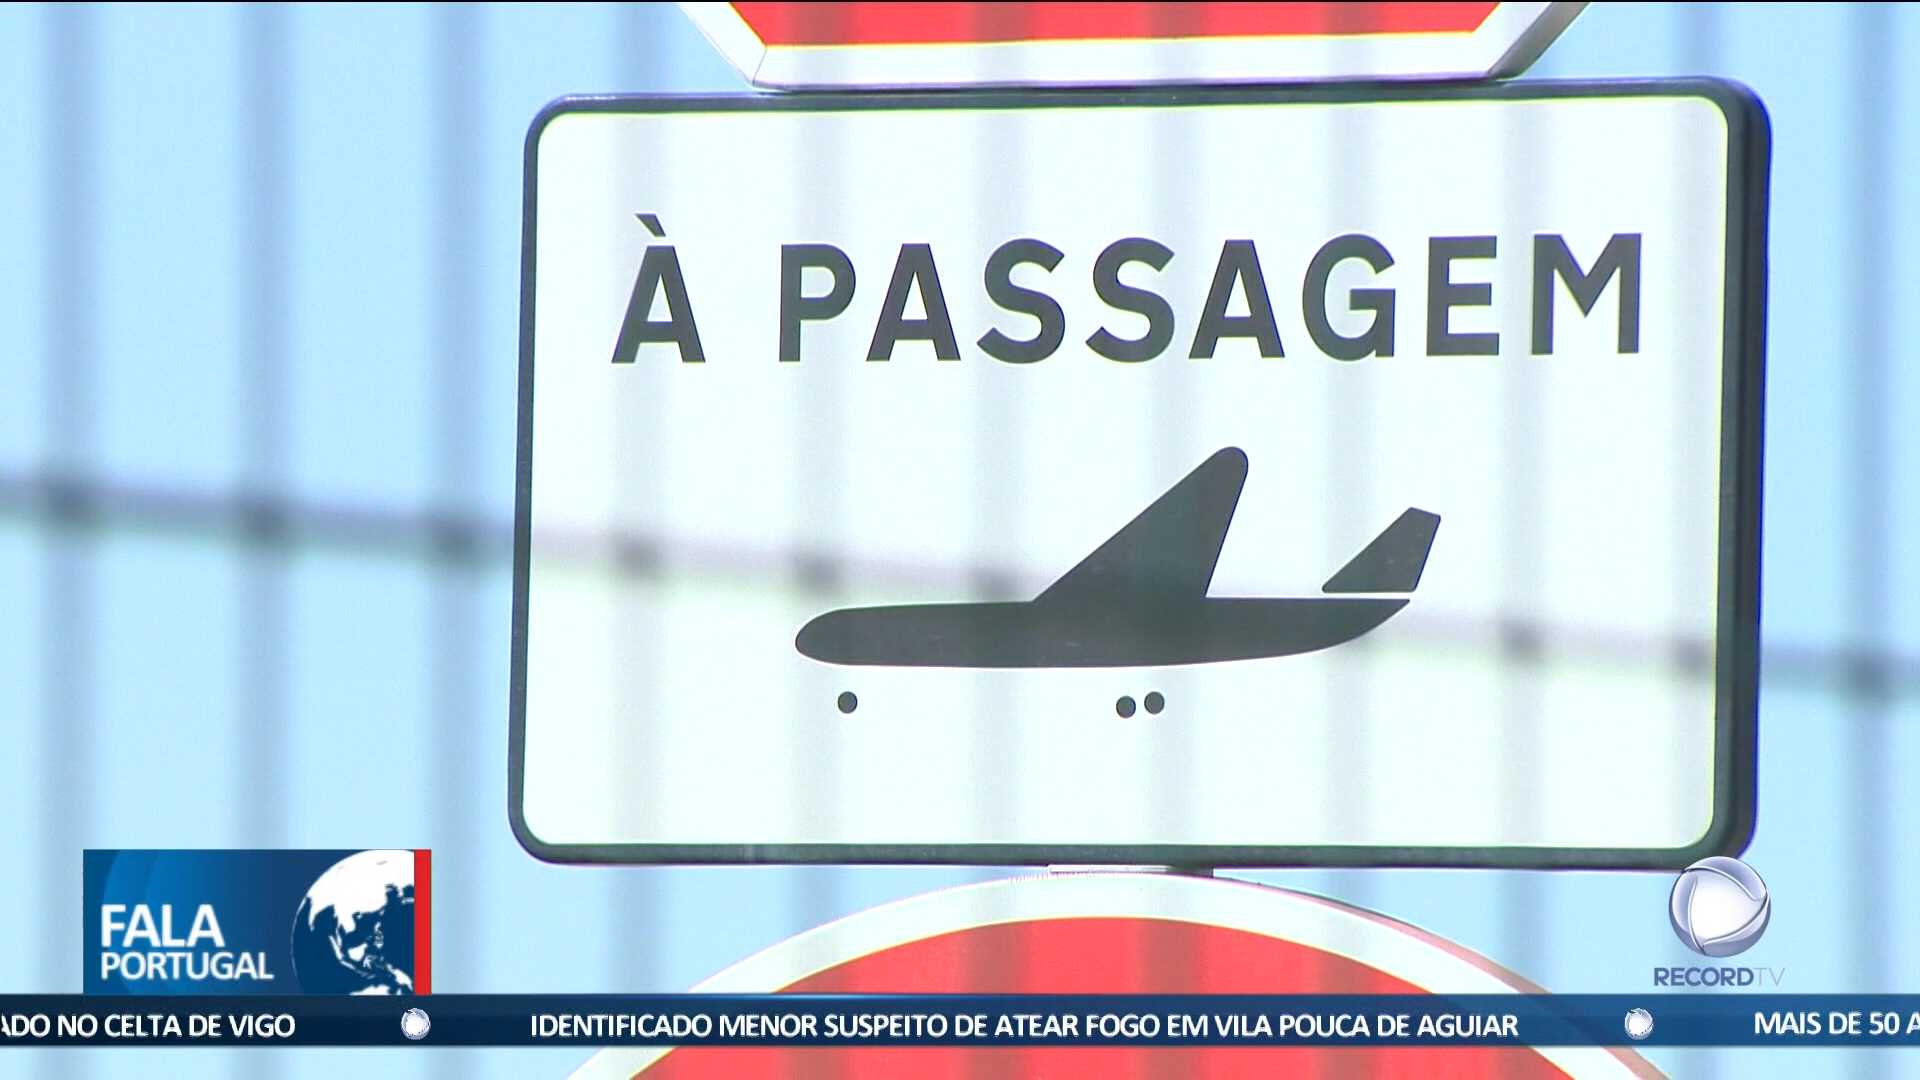 À PASSAGEM
FALA
PORTUGAL
RECORDTV
ADO NO CELTA DE VIGO
IDENTIFICADO MENOR SUSPEITO DE ATEAR FOGO EM VILA POUCA DE AGUIAR
MAIS DE 50 A